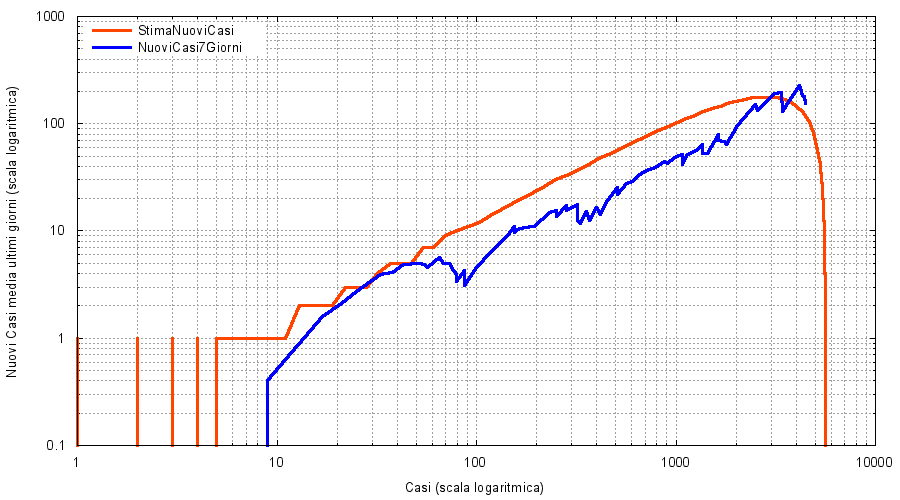 1000
StimaNuoviCasi
NuoviCasi7Giorni
100
10
1
0.1
Nuovi Casi media ultimi giorni (scala logaritmica)
1 10 100 1000 10000
Casi (scala logaritmica)